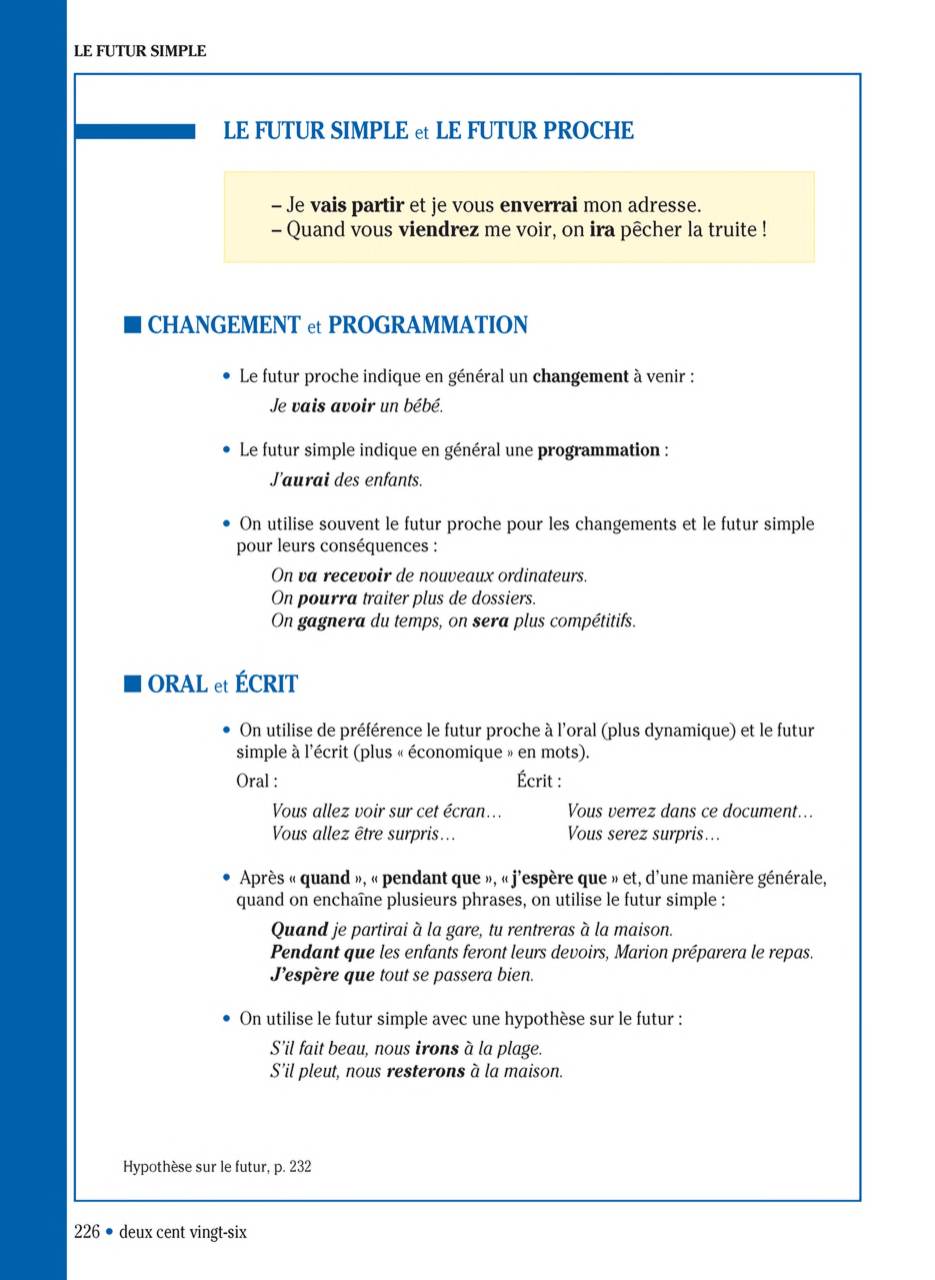 LE FUTUR SIMPLE
LE FUTUR SIMPLE et LE FUTUR PROCHE
– Je vais partir et je vous enverrai mon adresse.
– Quand vous viendrez me voir, on ira pêcher la truite !
■ CHANGEMENT et PROGRAMMATION
• Le futur proche indique en général un changement à venir :
Je vais avoir un bébé.
• Le futur simple indique en général une programmation :
J'aurai des enfants.
• On utilise souvent le futur proche pour les changements et le futur simple
pour leurs conséquences :
On va recevoir de nouveaux ordinateurs.
On pourra traiter plus de dossiers.
On gagnera du temps, on sera plus compétitifs.
■ ORAL et ÉCRIT
• On utilise de préférence le futur proche à l'oral (plus dynamique) et le futur
simple à l'écrit (plus « économique » en mots).
Oral : Écrit :
Vous allez voir sur cet écran… Vous verrez dans ce document…
Vous allez être surpris… Vous serez surpris…
• Après « quand », « pendant que », « j'espère que » et, d'une manière générale,
quand on enchaîne plusieurs phrases, on utilise le futur simple :
Quand je partirai à la gare, tu rentreras à la maison.
Pendant que les enfants feront leurs devoirs, Marion préparera le repas.
J'espère que tout se passera bien.
• On utilise le futur simple avec une hypothèse sur le futur :
S'il fait beau, nous irons à la plage.
S'il pleut, nous resterons à la maison.
Hypothèse sur le futur, p. 232
226 • deux cent vingt-six